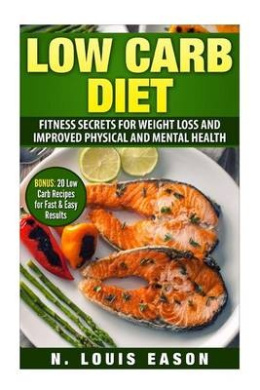 LOW CARB
DIET
FITNESS SECRETS FOR WEIGHT LOSS AND
IMPROVED PHYSICAL AND MENTAL HEALTH
BONUS: 20 Low
Carb Recipes
for Fast & Easy
Results
N. LOUIS EASON